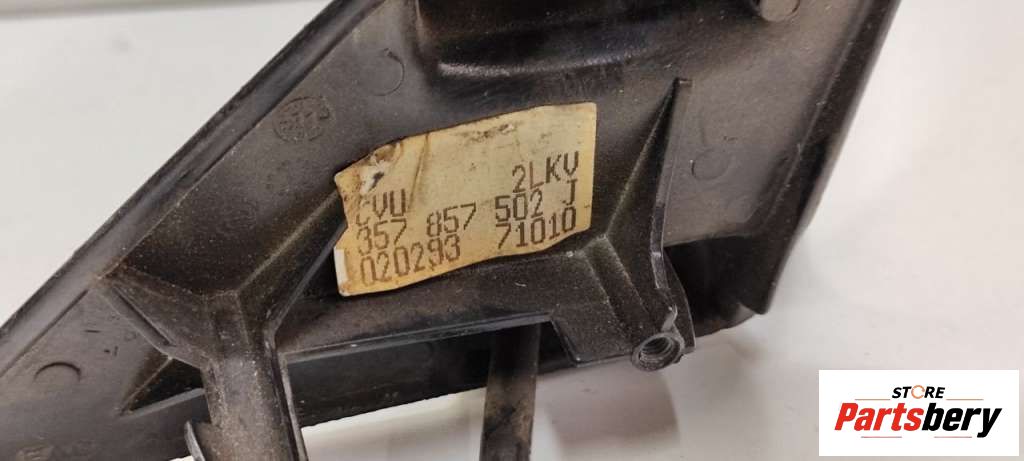 CVU 2LKV
357 857 502 J
020293 71010
STORE
Partsbery